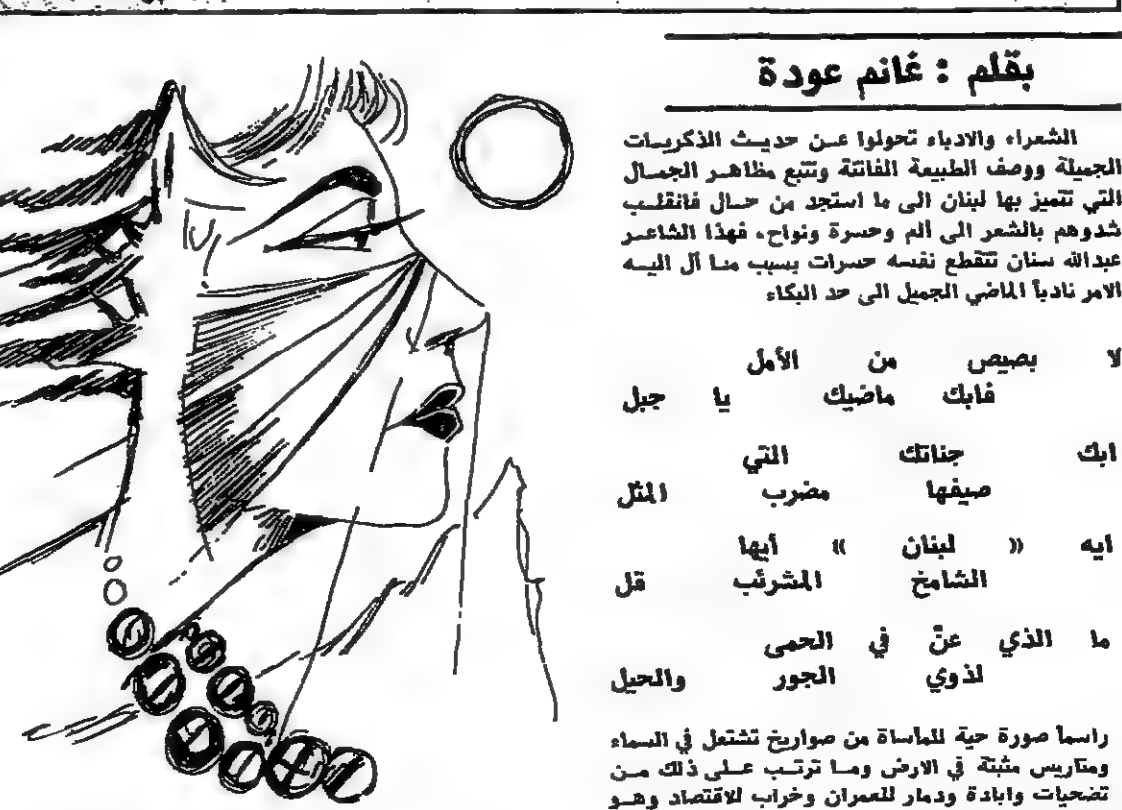 بقلم : غانم عودة
الشعراء والادباء تحولوا عن حديث الذكريات
الجميلة ووصف الطبيعة الفاتنة وتتبع مظاهر الجمال
التي تتميز بها لبنان الى ما استجد من حال فانقلب
شدوهم بالشعر الى ألم وحسرة ونواح، فهذا الشاعر
عبدالله سنان تتقطع نفسه حسرات بسبب ما آل اليه
الامر نادباً الماضي الجميل الى حد البكاء
لا بصيص من الأمل
فابك ماضيك يا جبل
ابك جناتك التي
صيفها مضرب المثل
ايه « لبنان » أيها
الشامخ المشرئب قل
ما الذي عنّ في الحمى
لذوي الجور والحيل
راسماً صورة حية للمأساة من صواريخ تشتعل في السماء
ومتاريس مثبتة في الارض وما ترتب على ذلك من
تضحيات وابادة ودمار للعمران وخراب للاقتصاد وهو